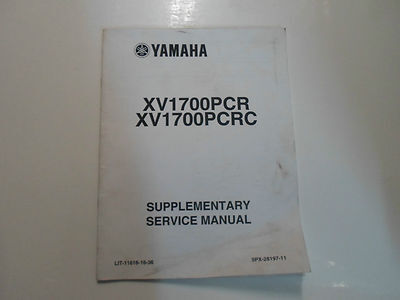 YAMAHA
XV1700PCR
XV1700PCRC
SUPPLEMENTARY
SERVICE MANUAL
LIT-11616-16-36 5PX-28197-11